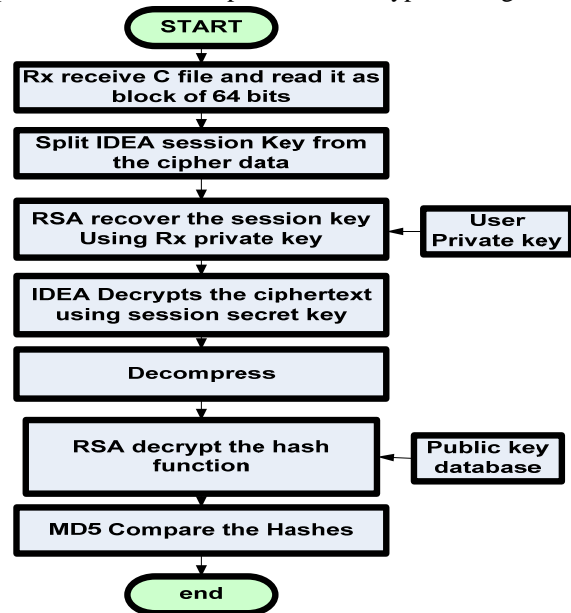 START
Rx receive C file and read it as
block of 64 bits
Split IDEA session Key from
the cipher data
RSA recover the session key
Using Rx private key
User
Private key
IDEA Decrypts the ciphertext
using session secret key
Decompress
RSA decrypt the hash
function
Public key
database
MD5 Compare the Hashes
end